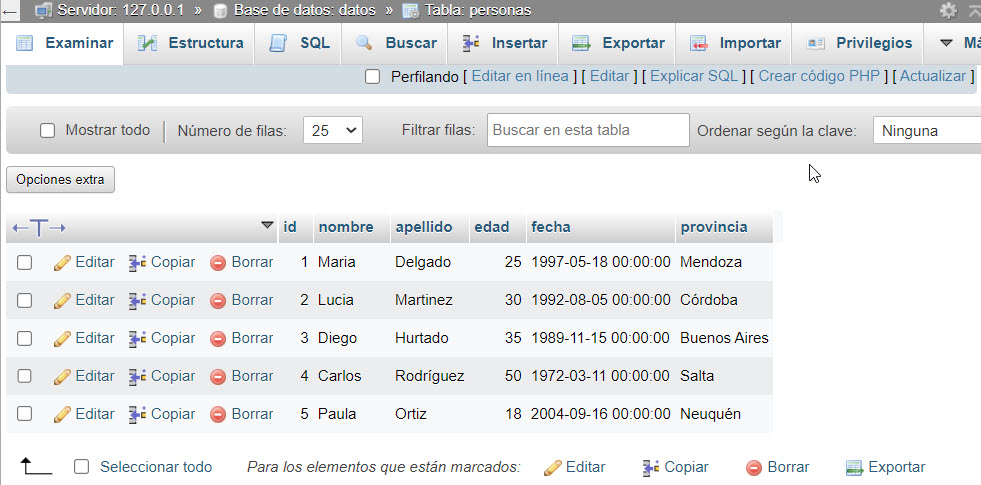 Servidor: 127.0.0.1 » Base de datos: datos » Tabla: personas
Examinar Estructura SQL Buscar Insertar Exportar Importar Privilegios
Perfilando [ Editar en línea ] [ Editar ] [ Explicar SQL ] [ Crear código PHP ] [ Actualizar ]
Mostrar todo | Número de filas: 25 Filtrar filas: Buscar en esta tabla Ordenar según la clave: Ninguna
Opciones extra
←T→ id nombre apellido edad fecha provincia
Editar Copiar Borrar 1 Maria Delgado 25 1997-05-18 00:00:00 Mendoza
Editar Copiar Borrar 2 Lucia Martinez 30 1992-08-05 00:00:00 Córdoba
Editar Copiar Borrar 3 Diego Hurtado 35 1989-11-15 00:00:00 Buenos Aires
Editar Copiar Borrar 4 Carlos Rodríguez 50 1972-03-11 00:00:00 Salta
Editar Copiar Borrar 5 Paula Ortiz 18 2004-09-16 00:00:00 Neuquén
Seleccionar todo Para los elementos que están marcados: Editar Copiar Borrar Exportar